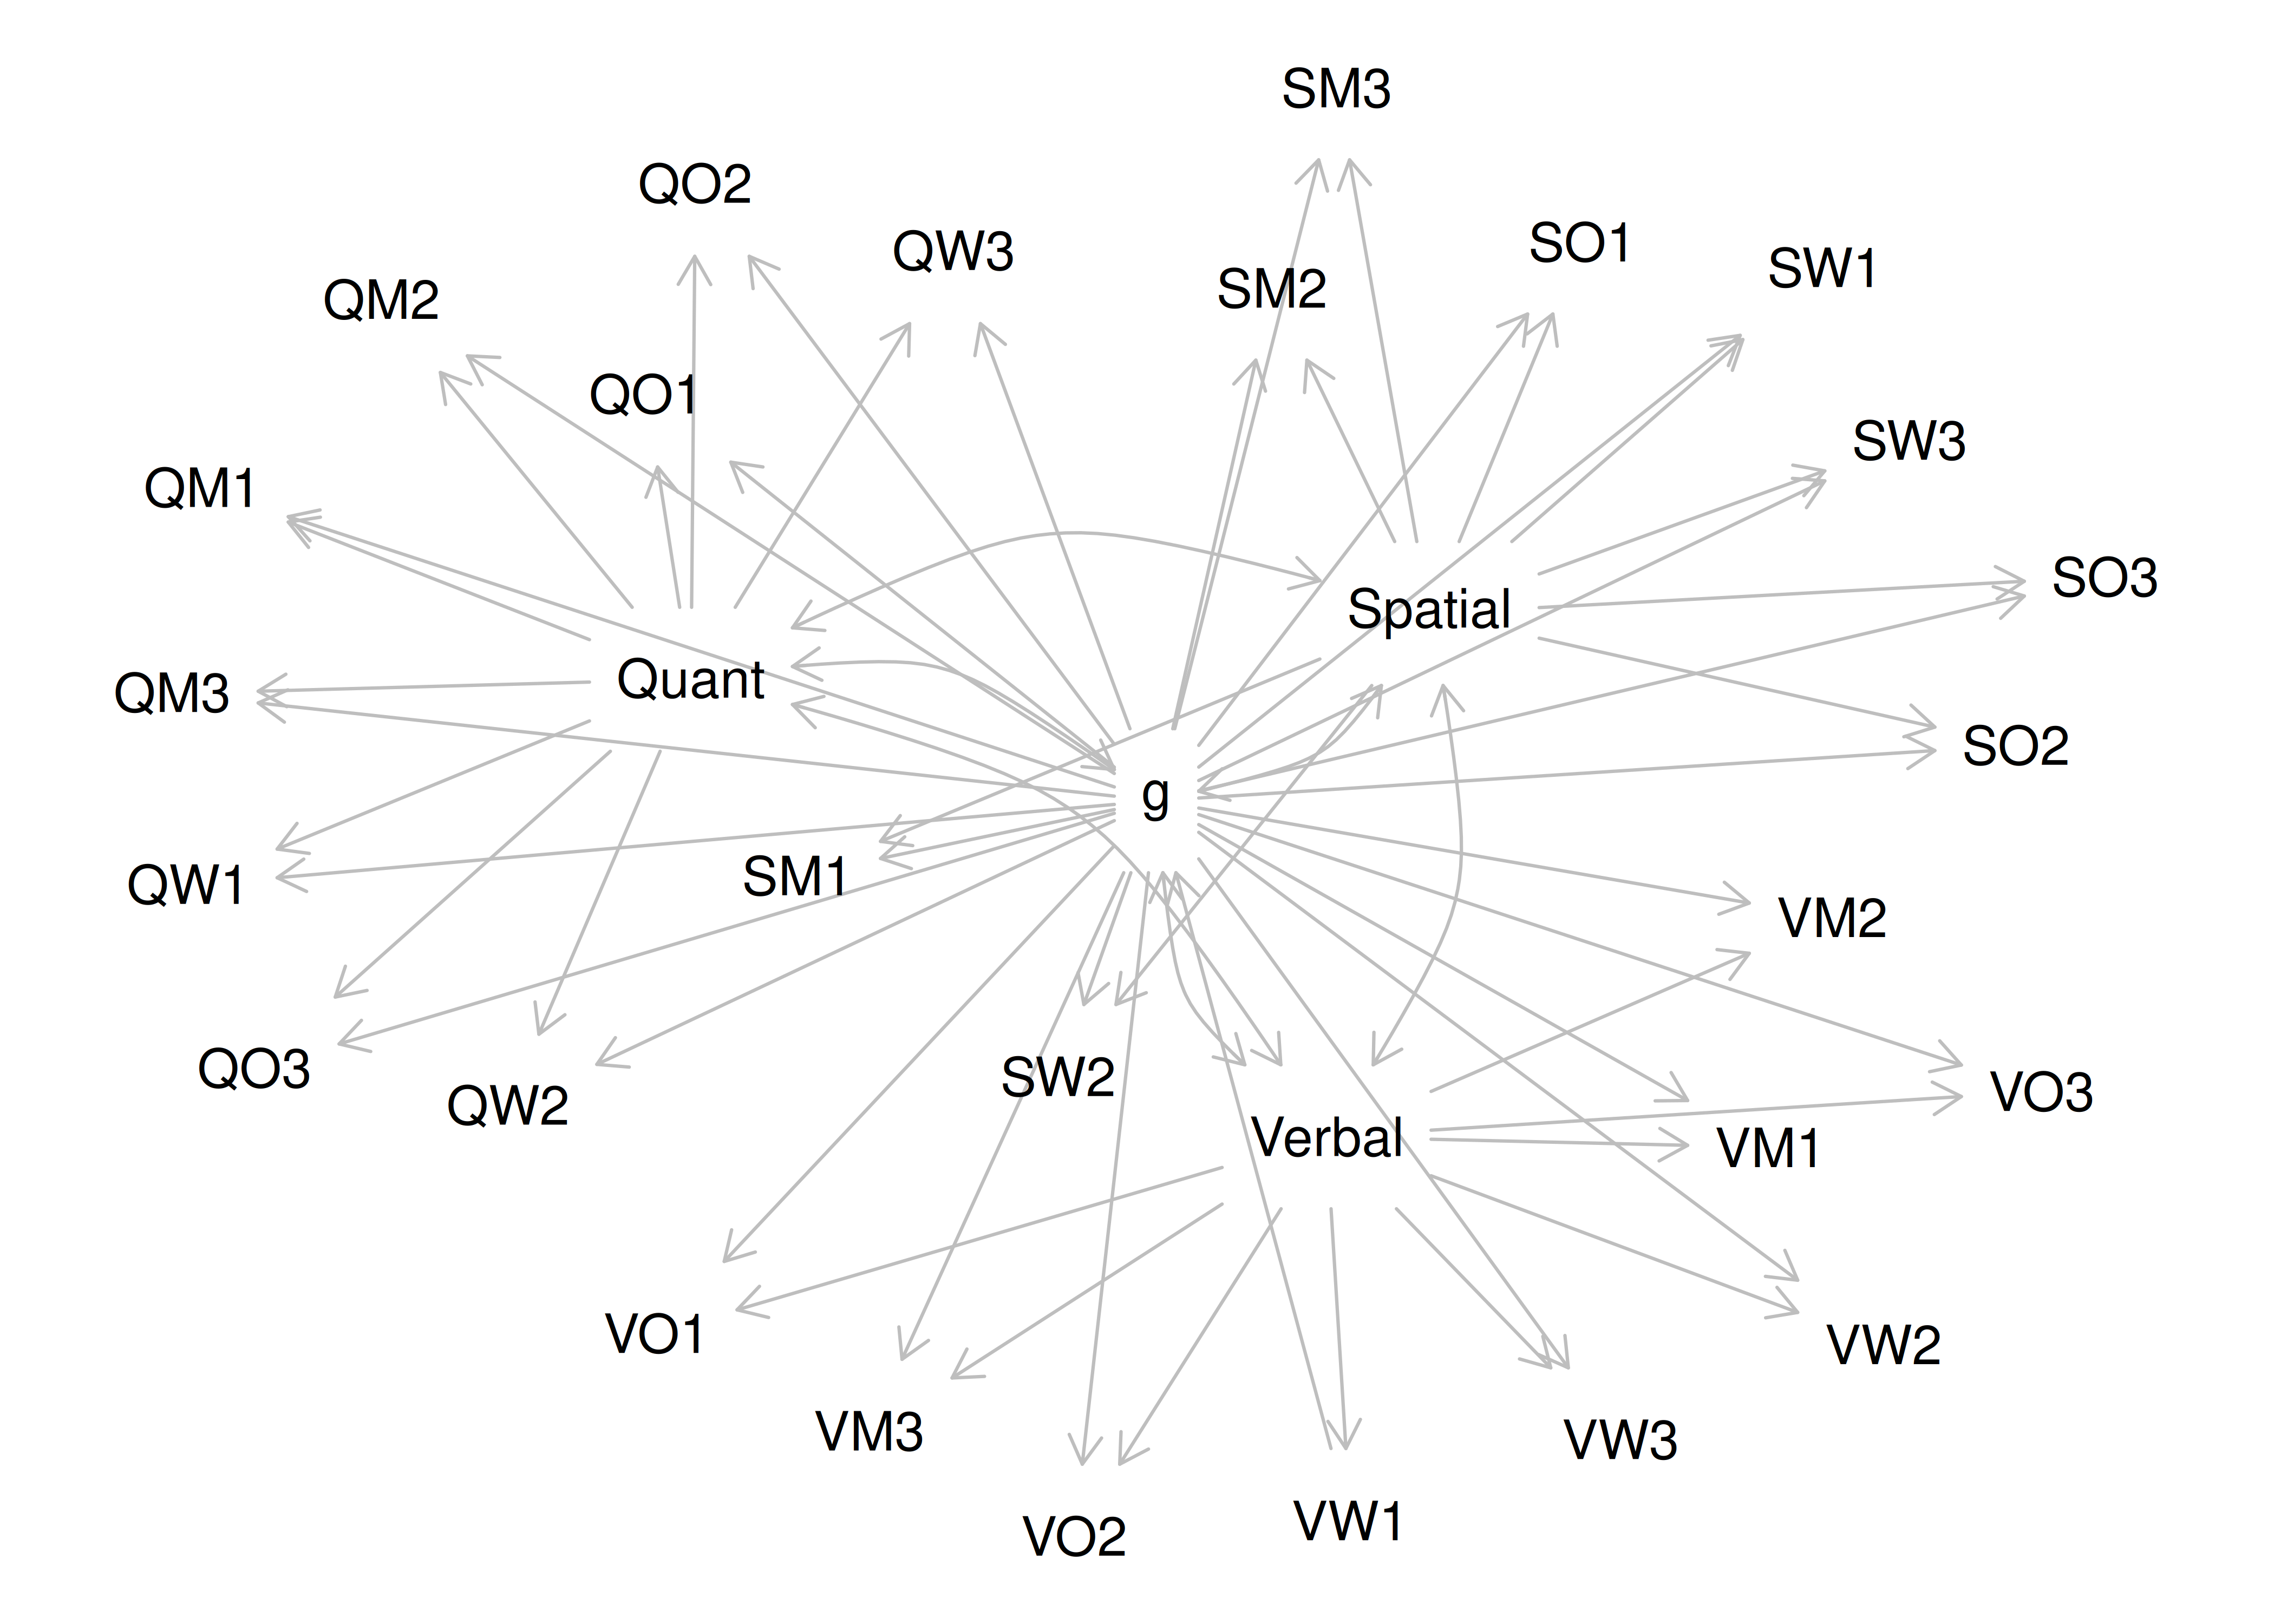 SM3
QO2
QW3
SO1
SW1
SM2
QM2
QO1
SW3
QM1
SO3
Spatial
Quant
QM3
SO2
g
SM1
QW1
VM2
QO3
SW2
VO3
QW2
Verbal
VM1
VO1
VW2
VM3
VW3
VO2
VW1